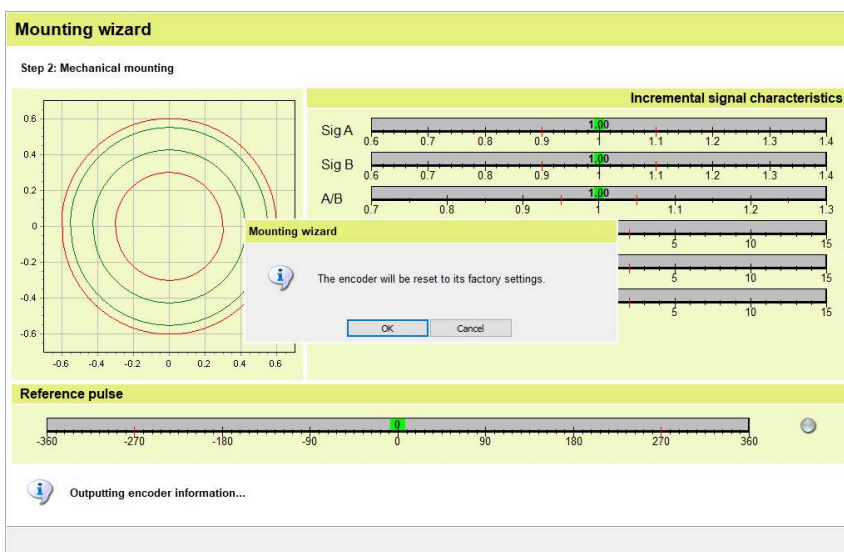 Mounting wizard
Step 2: Mechanical mounting
Incremental signal characteristics
0.6
0.4
0.2
0
-0.2
-0.4
-0.6
-0.6 -0.4 -0.2 0 0.2 0.4 0.6
Sig A
1.00
0.6 0.7 0.8 0.9 1 1.1 1.2 1.3 1.4
Sig B
1.00
0.6 0.7 0.8 0.9 1 1.1 1.2 1.3 1.4
A/B
1.00
0.7 0.8 0.9 1 1.1 1.2 1.3
5 10 15
5 10 15
5 10 15
Mounting wizard
The encoder will be reset to its factory settings.
OK Cancel
Reference pulse
0
-360 -270 -180 -90 0 90 180 270 360
Outputting encoder information...